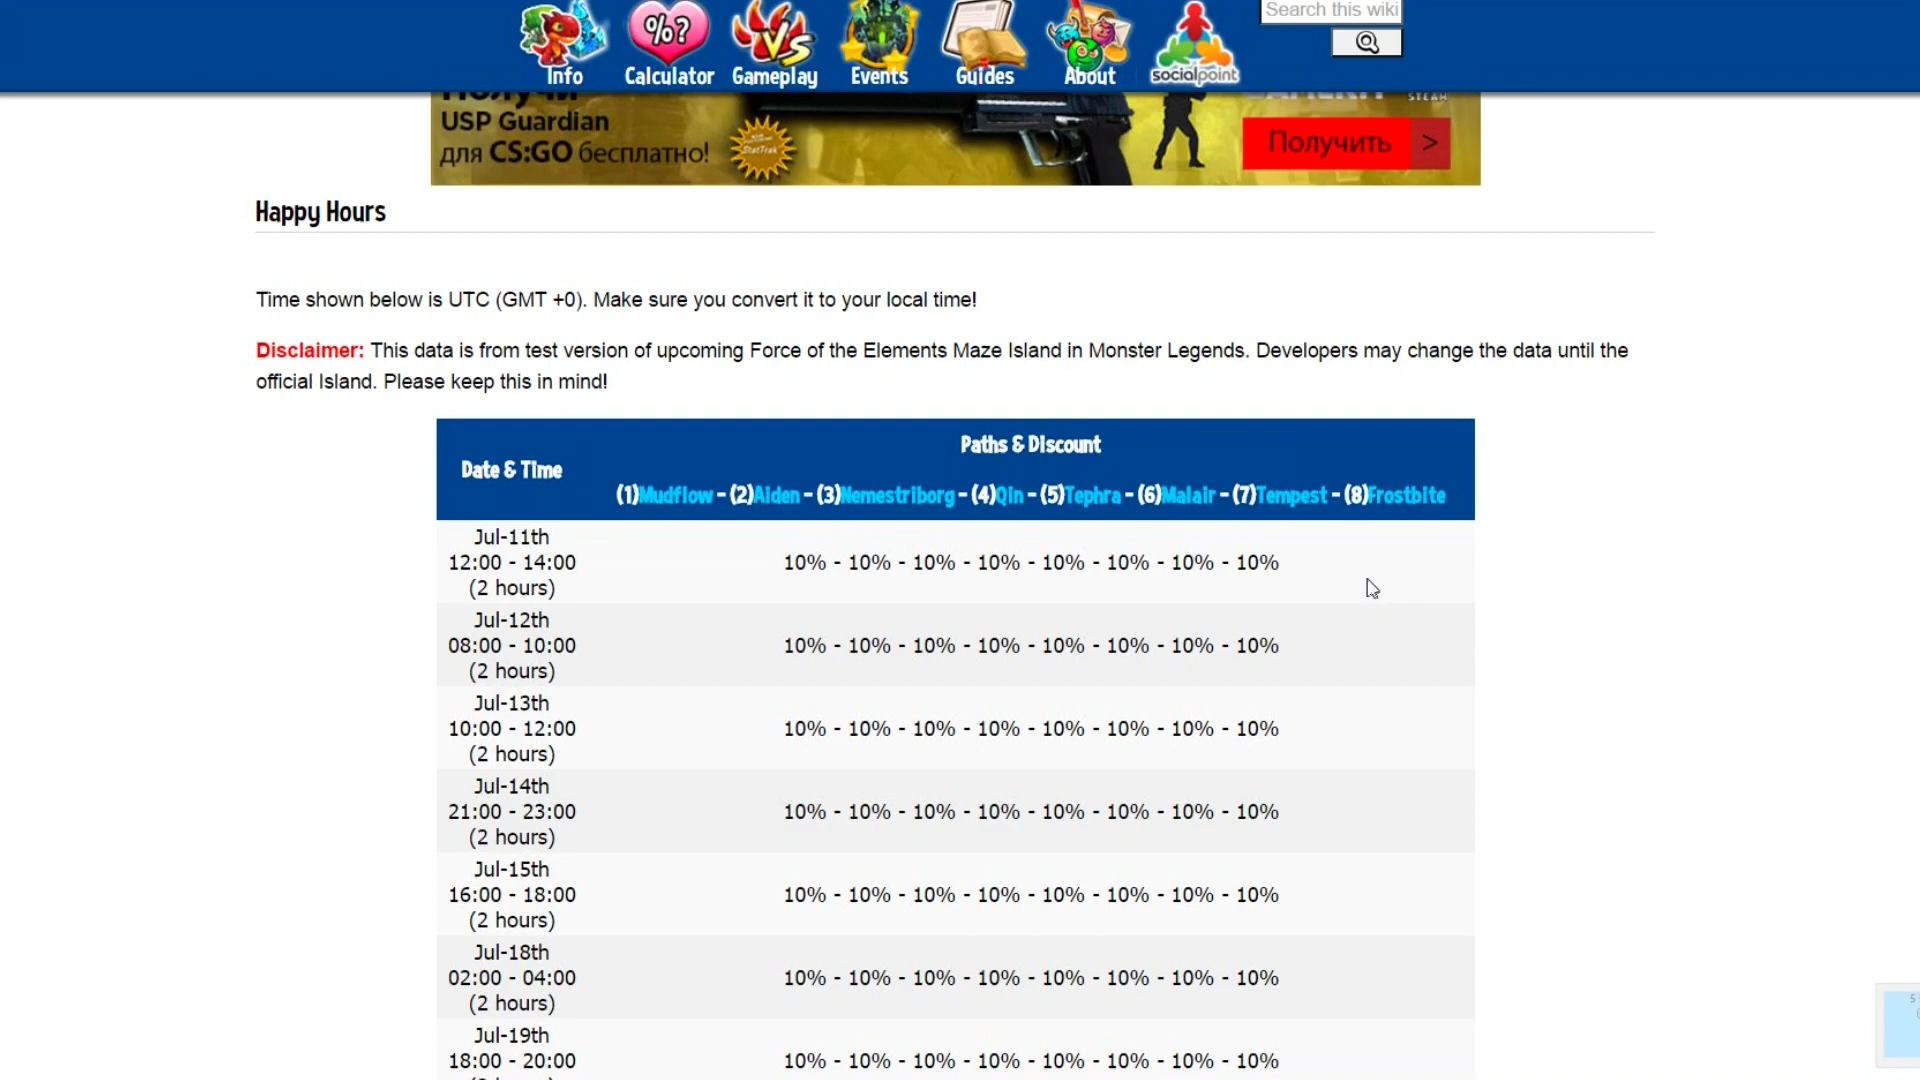 Search this wiki
Info
Calculator
Gameplay
Events
Guides
About
socialpoint
%?
VS
Получи
USP Guardian
для CS:GO бесплатно!
StatTrak
STEAM
Получить >
Happy Hours
Time shown below is UTC (GMT +0). Make sure you convert it to your local time!
Disclaimer: This data is from test version of upcoming Force of the Elements Maze Island in Monster Legends. Developers may change the data until the
official Island. Please keep this in mind!
Date & Time
Paths & Discount
(1)Mudflow - (2)Aiden - (3)Nemestriborg - (4)Qin - (5)Tephra - (6)Malair - (7)Tempest - (8)Frostbite
Jul-11th
12:00 - 14:00
(2 hours)
10% - 10% - 10% - 10% - 10% - 10% - 10% - 10%
Jul-12th
08:00 - 10:00
(2 hours)
10% - 10% - 10% - 10% - 10% - 10% - 10% - 10%
Jul-13th
10:00 - 12:00
(2 hours)
10% - 10% - 10% - 10% - 10% - 10% - 10% - 10%
Jul-14th
21:00 - 23:00
(2 hours)
10% - 10% - 10% - 10% - 10% - 10% - 10% - 10%
Jul-15th
16:00 - 18:00
(2 hours)
10% - 10% - 10% - 10% - 10% - 10% - 10% - 10%
Jul-18th
02:00 - 04:00
(2 hours)
10% - 10% - 10% - 10% - 10% - 10% - 10% - 10%
Jul-19th
18:00 - 20:00
10% - 10% - 10% - 10% - 10% - 10% - 10% - 10%